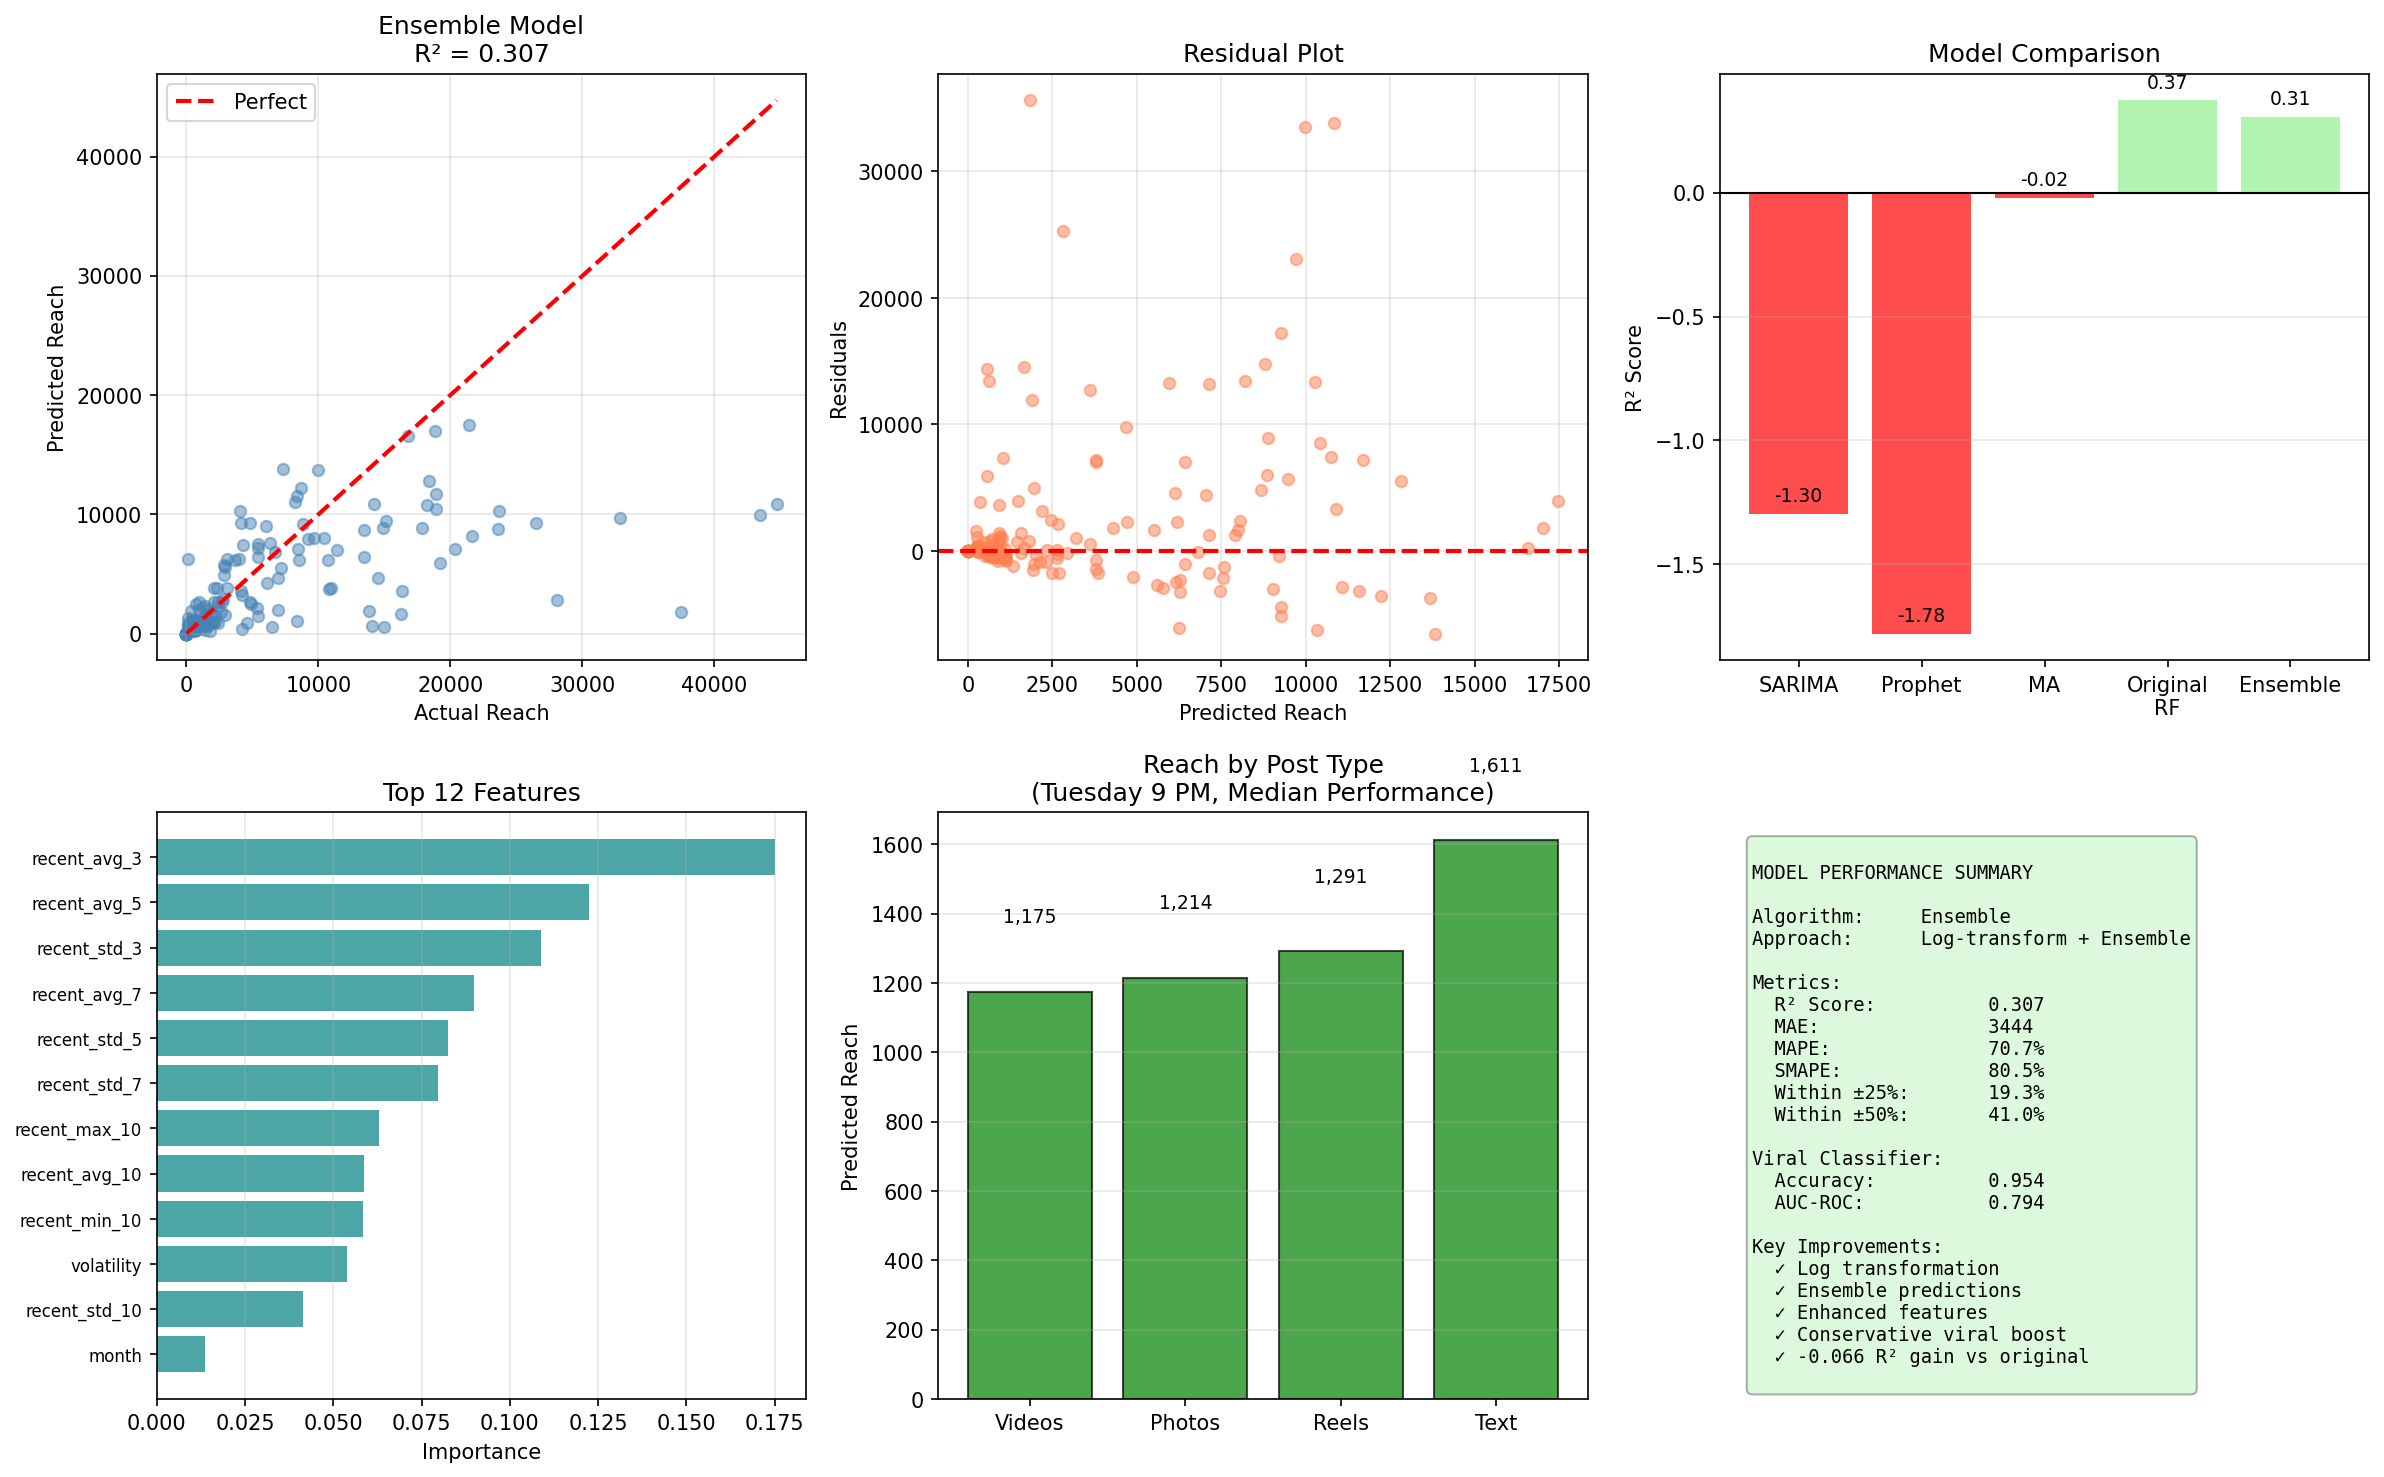 Ensemble Model
R² = 0.307
Perfect
Predicted Reach
40000
30000
20000
10000
0
0 10000 20000 30000 40000
Actual Reach
Residual Plot
Residuals
30000
20000
10000
0
0 2500 5000 7500 10000 12500 15000 17500
Predicted Reach
Model Comparison
R² Score
0.0
−0.5
−1.0
−1.5
0.37
0.31
-0.02
-1.30
-1.78
SARIMA Prophet MA Original Ensemble
RF
Top 12 Features
recent_avg_3
recent_avg_5
recent_std_3
recent_avg_7
recent_std_5
recent_std_7
recent_max_10
recent_avg_10
recent_min_10
volatility
recent_std_10
month
0.000 0.025 0.050 0.075 0.100 0.125 0.150 0.175
Importance
Reach by Post Type
(Tuesday 9 PM, Median Performance)
Predicted Reach
1600
1400
1200
1000
800
600
400
200
0
1,175
1,214
1,291
1,611
Videos Photos Reels Text
MODEL PERFORMANCE SUMMARY
Algorithm: Ensemble
Approach: Log-transform + Ensemble
Metrics:
R² Score: 0.307
MAE: 3444
MAPE: 70.7%
SMAPE: 80.5%
Within ±25%: 19.3%
Within ±50%: 41.0%
Viral Classifier:
Accuracy: 0.954
AUC-ROC: 0.794
Key Improvements:
✓ Log transformation
✓ Ensemble predictions
✓ Enhanced features
✓ Conservative viral boost
✓ -0.066 R² gain vs original